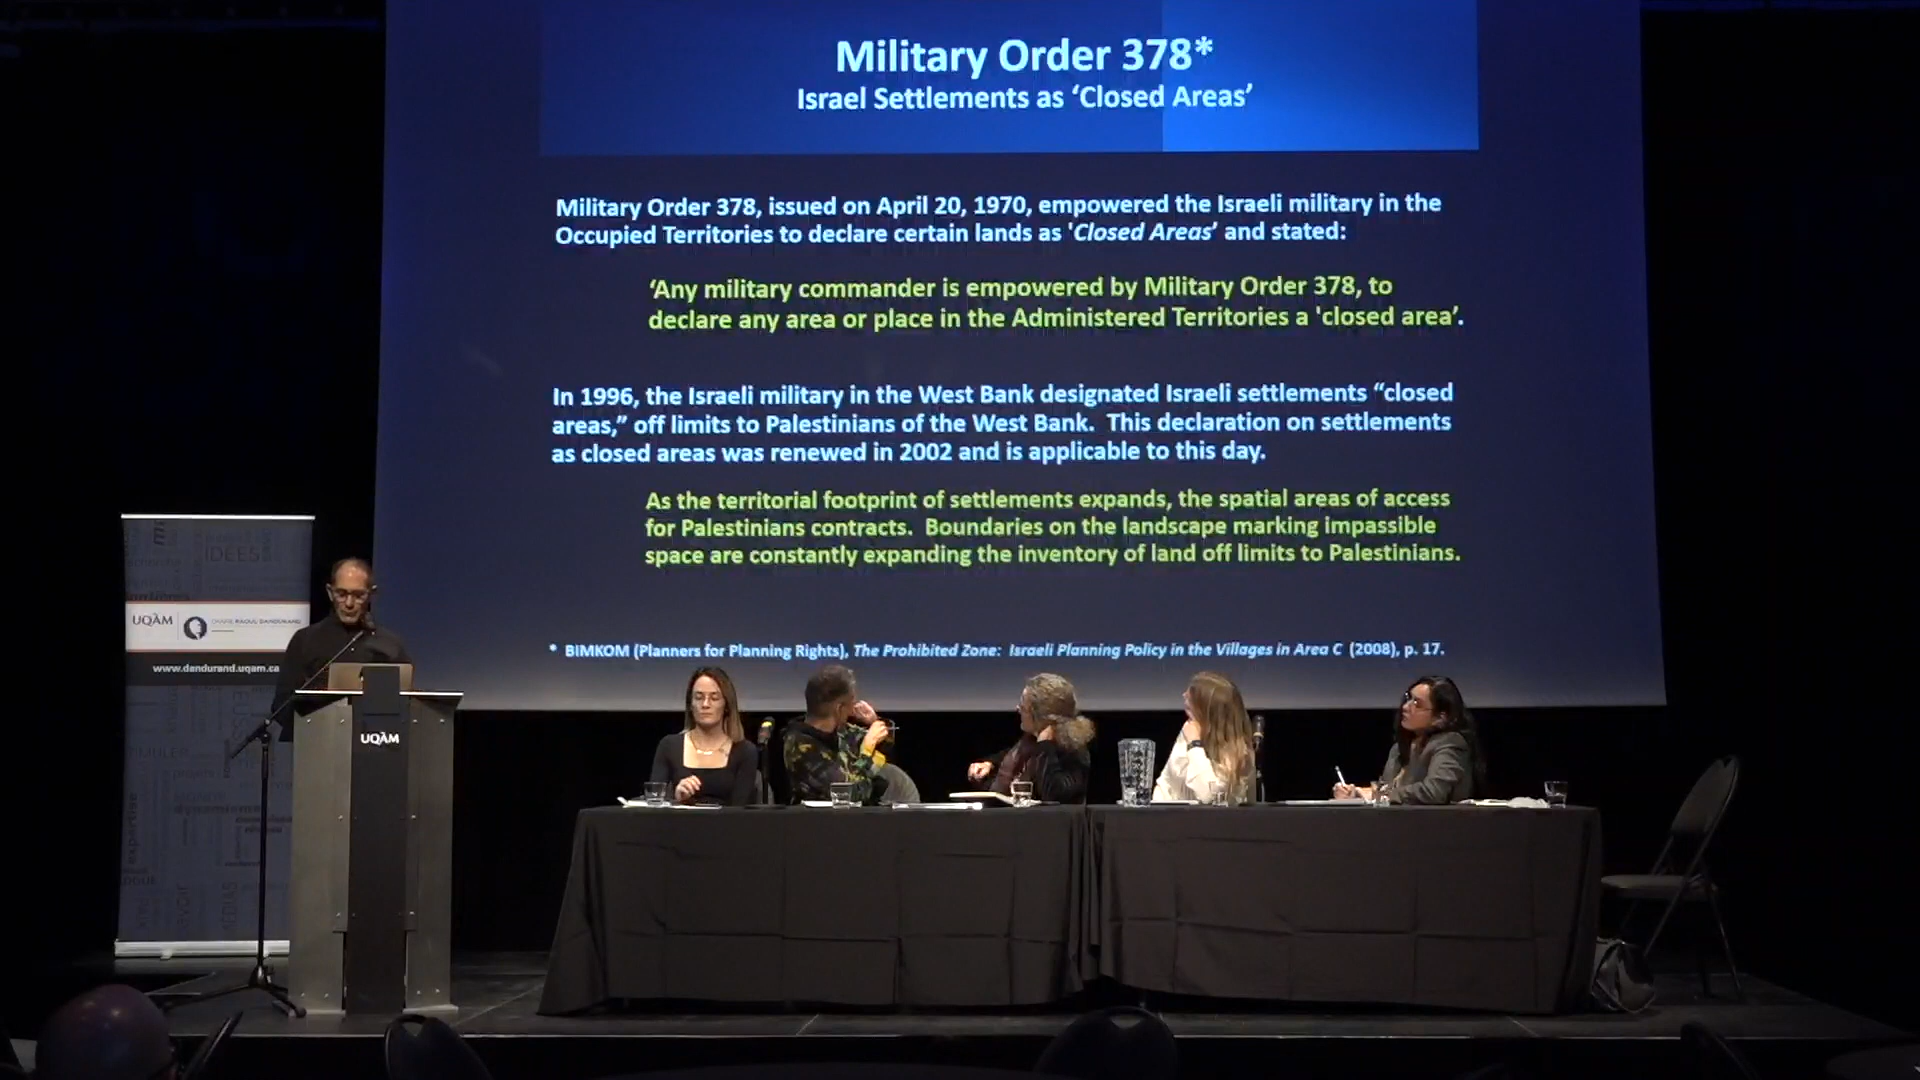 Military Order 378*
Israel Settlements as ‘Closed Areas’
Military Order 378, issued on April 20, 1970, empowered the Israeli military in the
Occupied Territories to declare certain lands as 'Closed Areas’ and stated:
‘Any military commander is empowered by Military Order 378, to
declare any area or place in the Administered Territories a 'closed area’.
In 1996, the Israeli military in the West Bank designated Israeli settlements “closed
areas,” off limits to Palestinians of the West Bank. This declaration on settlements
as closed areas was renewed in 2002 and is applicable to this day.
As the territorial footprint of settlements expands, the spatial areas of access
for Palestinians contracts. Boundaries on the landscape marking impassible
space are constantly expanding the inventory of land off limits to Palestinians.
* BIMKOM (Planners for Planning Rights), The Prohibited Zone: Israeli Planning Policy in the Villages in Area C (2008), p. 17.
IDEES
UQÀM
CHAIRE RAOUL-DANDURAND
www.dandurand.uqam.ca
UQÀM